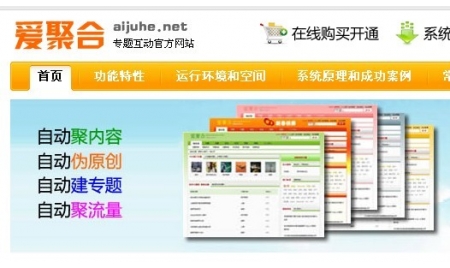 爱聚合
aijuhe.net
专题互动官方网站
在线购买开通
系统
首页
功能特性
运行环境和空间
系统原理和成功案例
自动聚内容
自动伪原创
自动建专题
自动聚流量